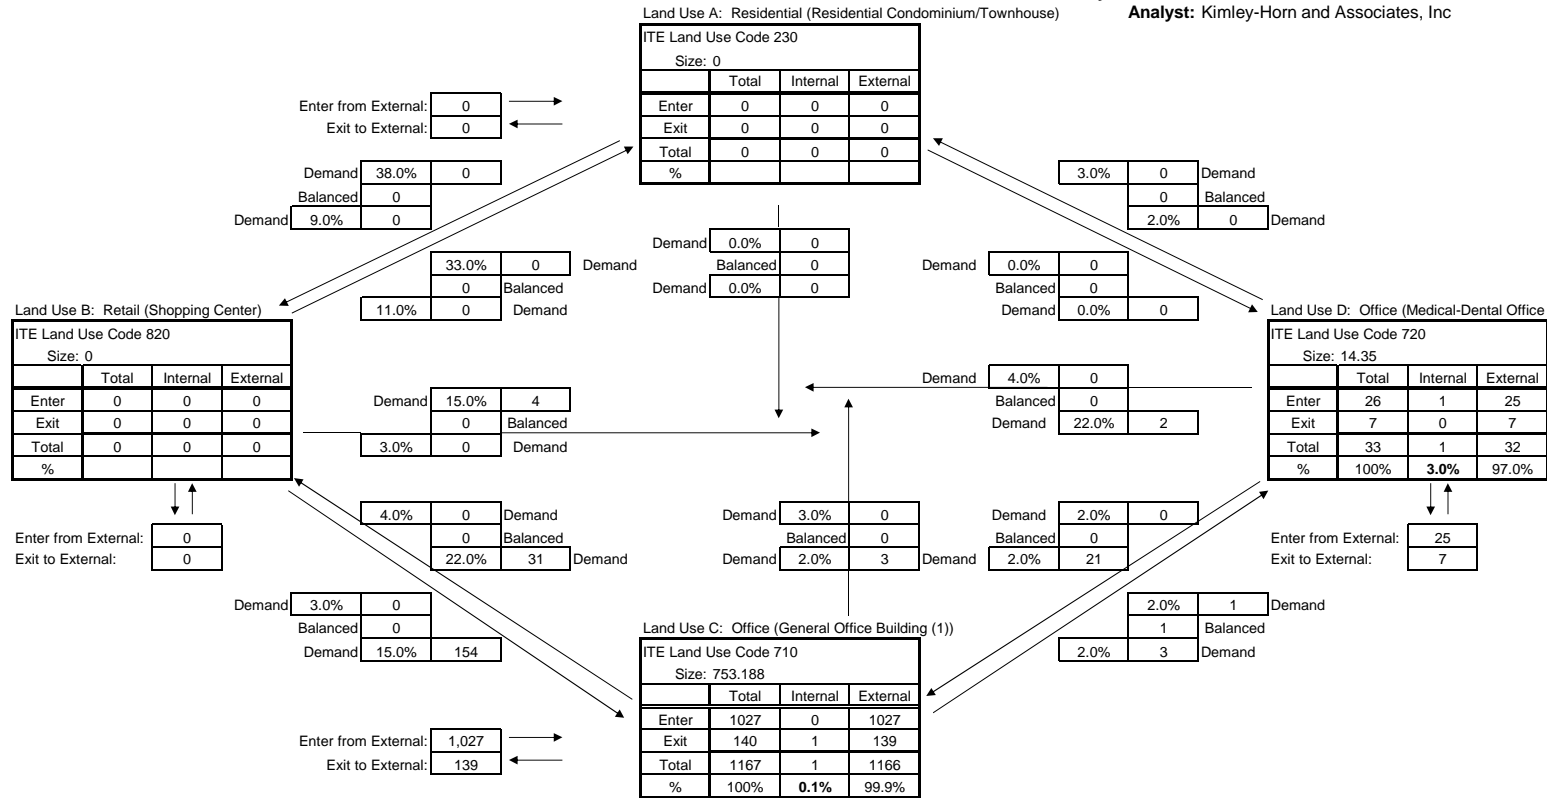 Land Use A: Residential (Residential Condominium/Townhouse)
Analyst: Kimley-Horn and Associates, Inc
ITE Land Use Code 230
Size: 0
Total Internal External
Enter 0 0 0
Exit 0 0 0
Total 0 0 0
%
Enter from External: 0
Exit to External: 0
Demand 38.0% 0
Balanced 0
Demand 9.0% 0
3.0% 0 Demand
0 Balanced
2.0% 0 Demand
33.0% 0 Demand
0 Balanced
11.0% 0 Demand
Demand 0.0% 0
Balanced 0
Demand 0.0% 0
Demand 0.0% 0
Balanced 0
Demand 0.0% 0
Land Use B: Retail (Shopping Center)
ITE Land Use Code 820
Size: 0
Total Internal External
Enter 0 0 0
Exit 0 0 0
Total 0 0 0
%
Demand 15.0% 4
0 Balanced
3.0% 0 Demand
Demand 4.0% 0
Balanced 0
Demand 22.0% 2
Land Use D: Office (Medical-Dental Office
ITE Land Use Code 720
Size: 14.35
Total Internal External
Enter 26 1 25
Exit 7 0 7
Total 33 1 32
% 100% 3.0% 97.0%
Enter from External: 0
Exit to External: 0
4.0% 0 Demand
0 Balanced
22.0% 31 Demand
Demand 3.0% 0
Balanced 0
Demand 2.0% 3
Demand 2.0% 0
Balanced 0
Demand 2.0% 21
Enter from External: 25
Exit to External: 7
Demand 3.0% 0
Balanced 0
Demand 15.0% 154
2.0% 1 Demand
1 Balanced
2.0% 3 Demand
Land Use C: Office (General Office Building (1))
ITE Land Use Code 710
Size: 753.188
Total Internal External
Enter 1027 0 1027
Exit 140 1 139
Total 1167 1 1166
% 100% 0.1% 99.9%
Enter from External: 1,027
Exit to External: 139